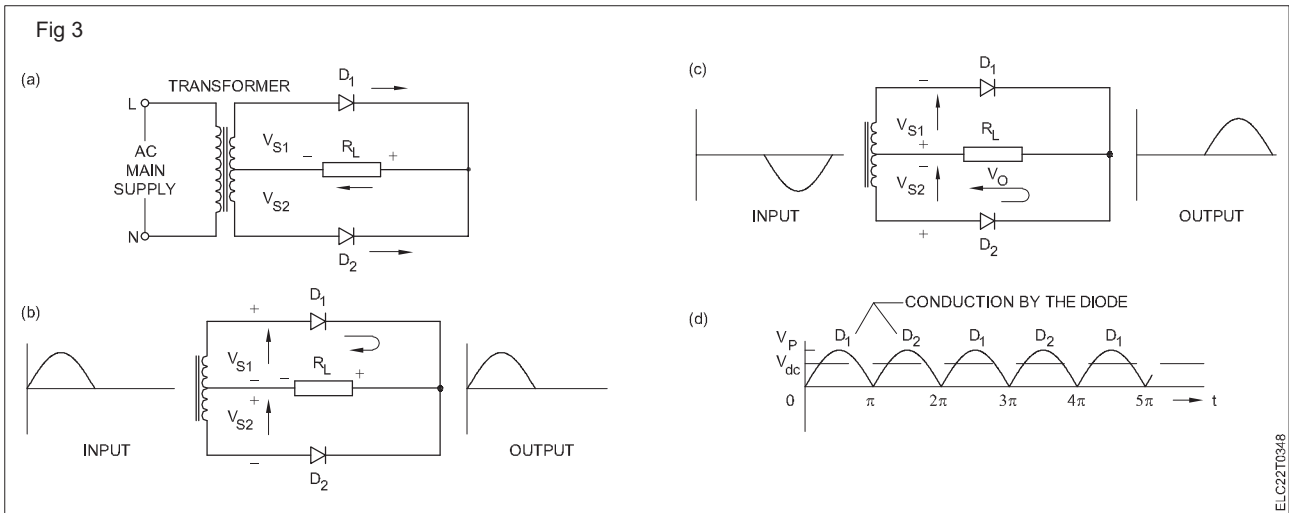 Fig 3
(a)
TRANSFORMER
D1
L
AC
MAIN
SUPPLY
N
VS1
RL
− +
VS2
D2
(b)
INPUT
+
D1
VS1
RL
− − +
+
VS2
−
D2
OUTPUT
(c)
INPUT
−
D1
VS1
RL
+
−
VS2
VO
+
D2
OUTPUT
(d)
CONDUCTION BY THE DIODE
VP
D1 D2 D1 D2 D1
Vdc
0 π 2π 3π 4π 5π t
ELC22T0348